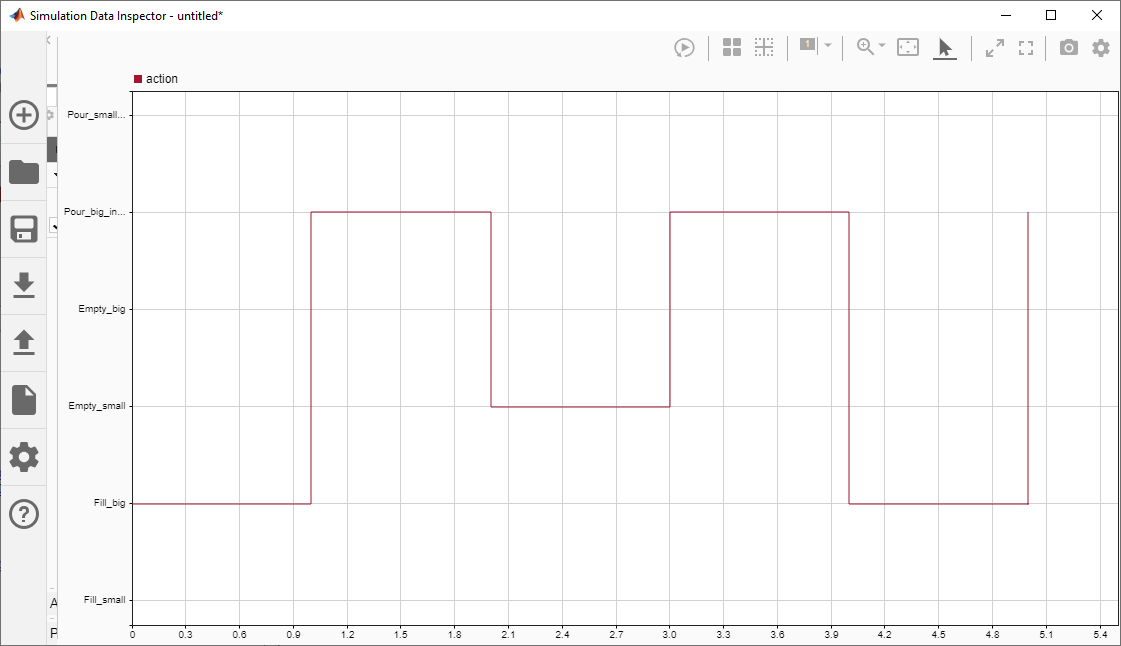 Simulation Data Inspector - untitled*
1
action
Pour_small...
Pour_big_in...
Empty_big
Empty_small
Fill_big
Fill_small
A
P
0 0.3 0.6 0.9 1.2 1.5 1.8 2.1 2.4 2.7 3.0 3.3 3.6 3.9 4.2 4.5 4.8 5.1 5.4